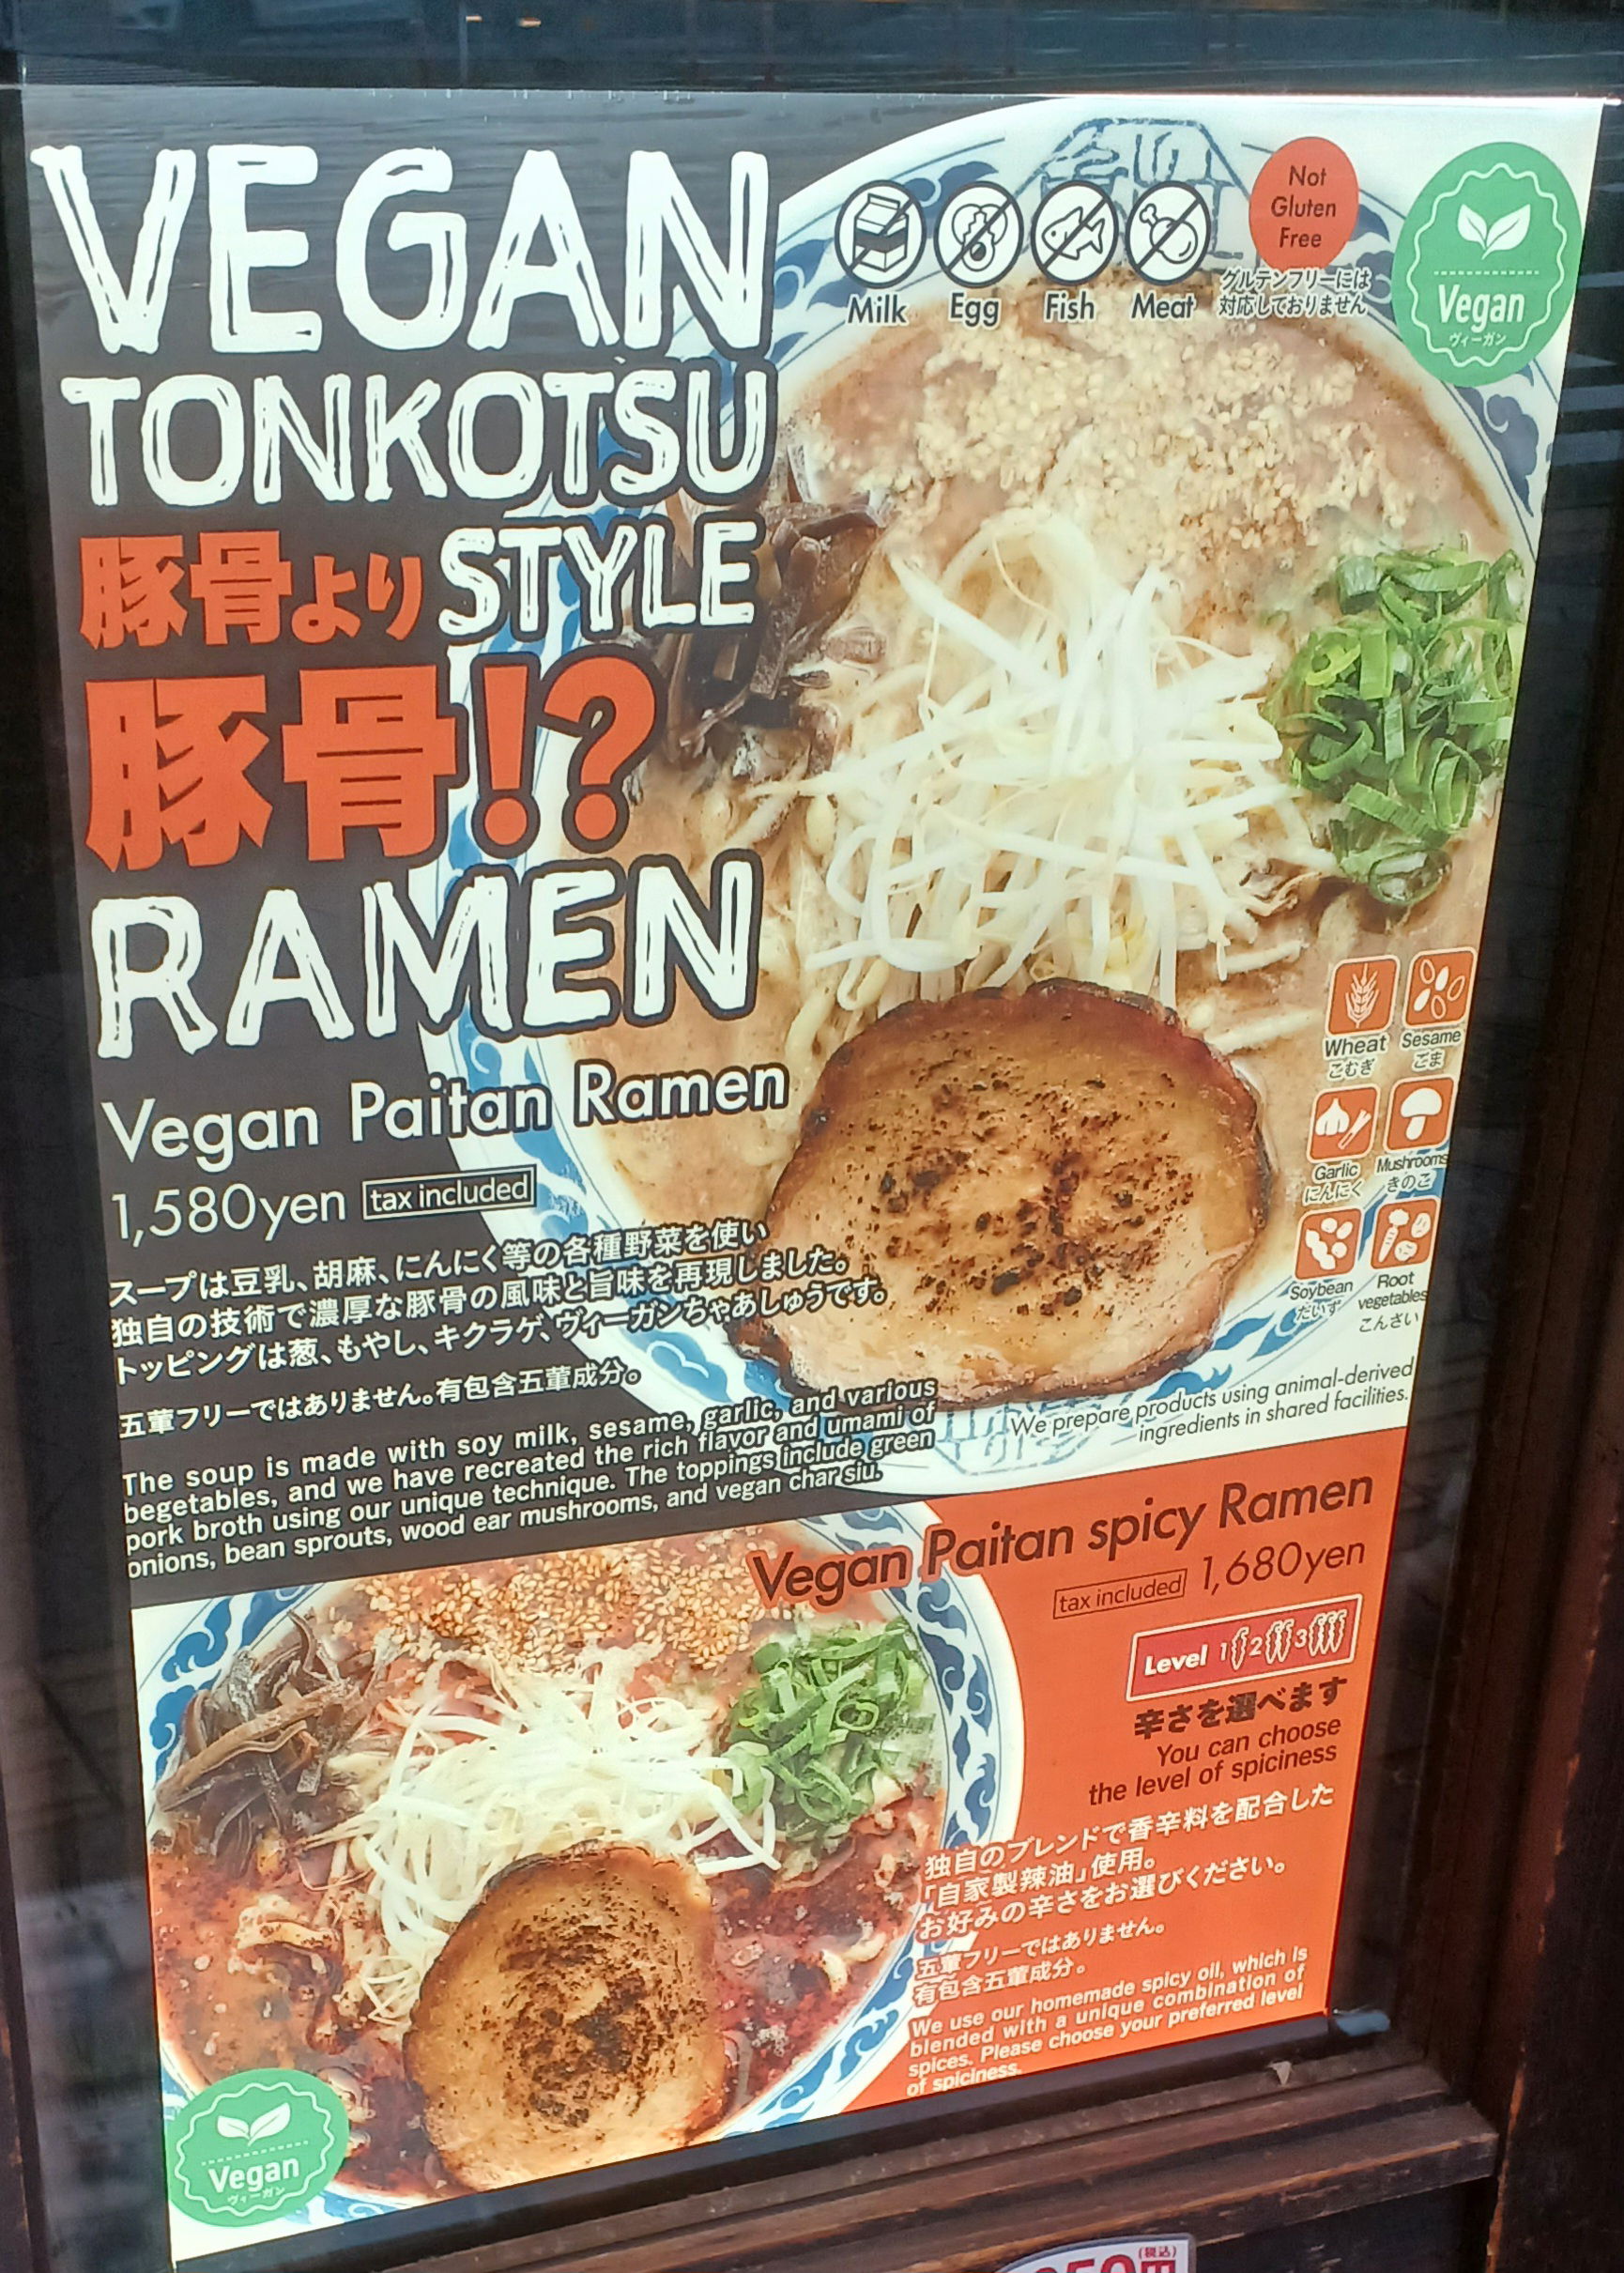 VEGAN
TONKOTSU
豚骨より STYLE
豚骨!?
RAMEN
Vegan Paitan Ramen
1,580yen tax included
スープは豆乳、胡麻、にんにく等の各種野菜を使い
独自の技術で濃厚な豚骨の風味と旨味を再現しました。
トッピングは葱、もやし、キクラゲ、ヴィーガンちゃあしゅうです。
五葷フリーではありません。有包含五葷成分。
The soup is made with soy milk, sesame, garlic, and various
begetables, and we have recreated the rich flavor and umami of
pork broth using our unique technique. The toppings include green
onions, bean sprouts, wood ear mushrooms, and vegan char siu.
Milk Egg Fish Meat
Not
Gluten
Free
グルテンフリーには
対応しておりません
Vegan
ヴィーガン
Wheat
こむぎ
Sesame
ごま
Garlic
にんにく
Mushrooms
きのこ
Soybean
だいず
Root
vegetables
こんさい
We prepare products using animal-derived
ingredients in shared facilities.
Vegan Paitan spicy Ramen
tax included 1,680yen
Level 1 2 3
辛さを選べます
You can choose
the level of spiciness
独自のブレンドで香辛料を配合した
「自家製辣油」使用。
お好みの辛さをお選びください。
五葷フリーではありません。
有包含五葷成分。
We use our homemade spicy oil, which is
blended with a unique combination of
spices. Please choose your preferred level
of spiciness.
Vegan
ヴィーガン
(税込)